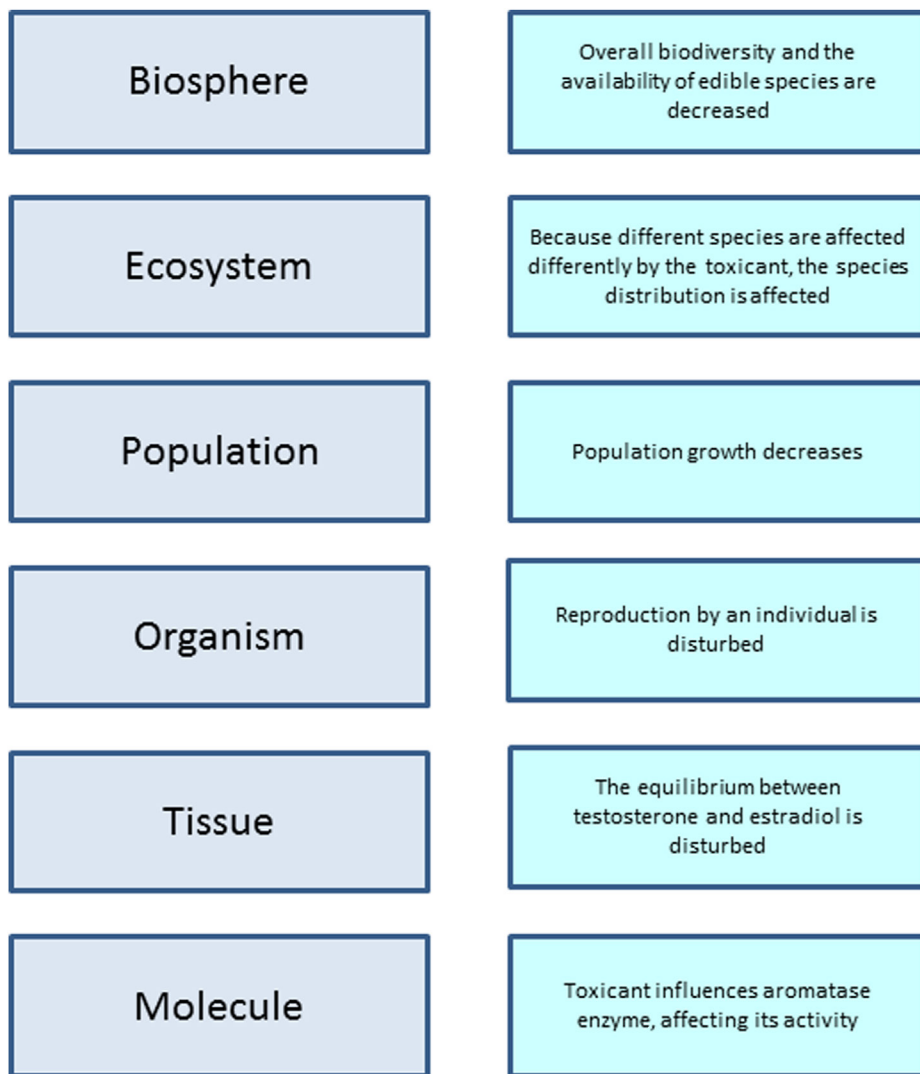 Biosphere
Overall biodiversity and the
availability of edible species are
decreased
Ecosystem
Because different species are affected
differently by the toxicant, the species
distribution is affected
Population
Population growth decreases
Organism
Reproduction by an individual is
disturbed
Tissue
The equilibrium between
testosterone and estradiol is
disturbed
Molecule
Toxicant influences aromatase
enzyme, affecting its activity